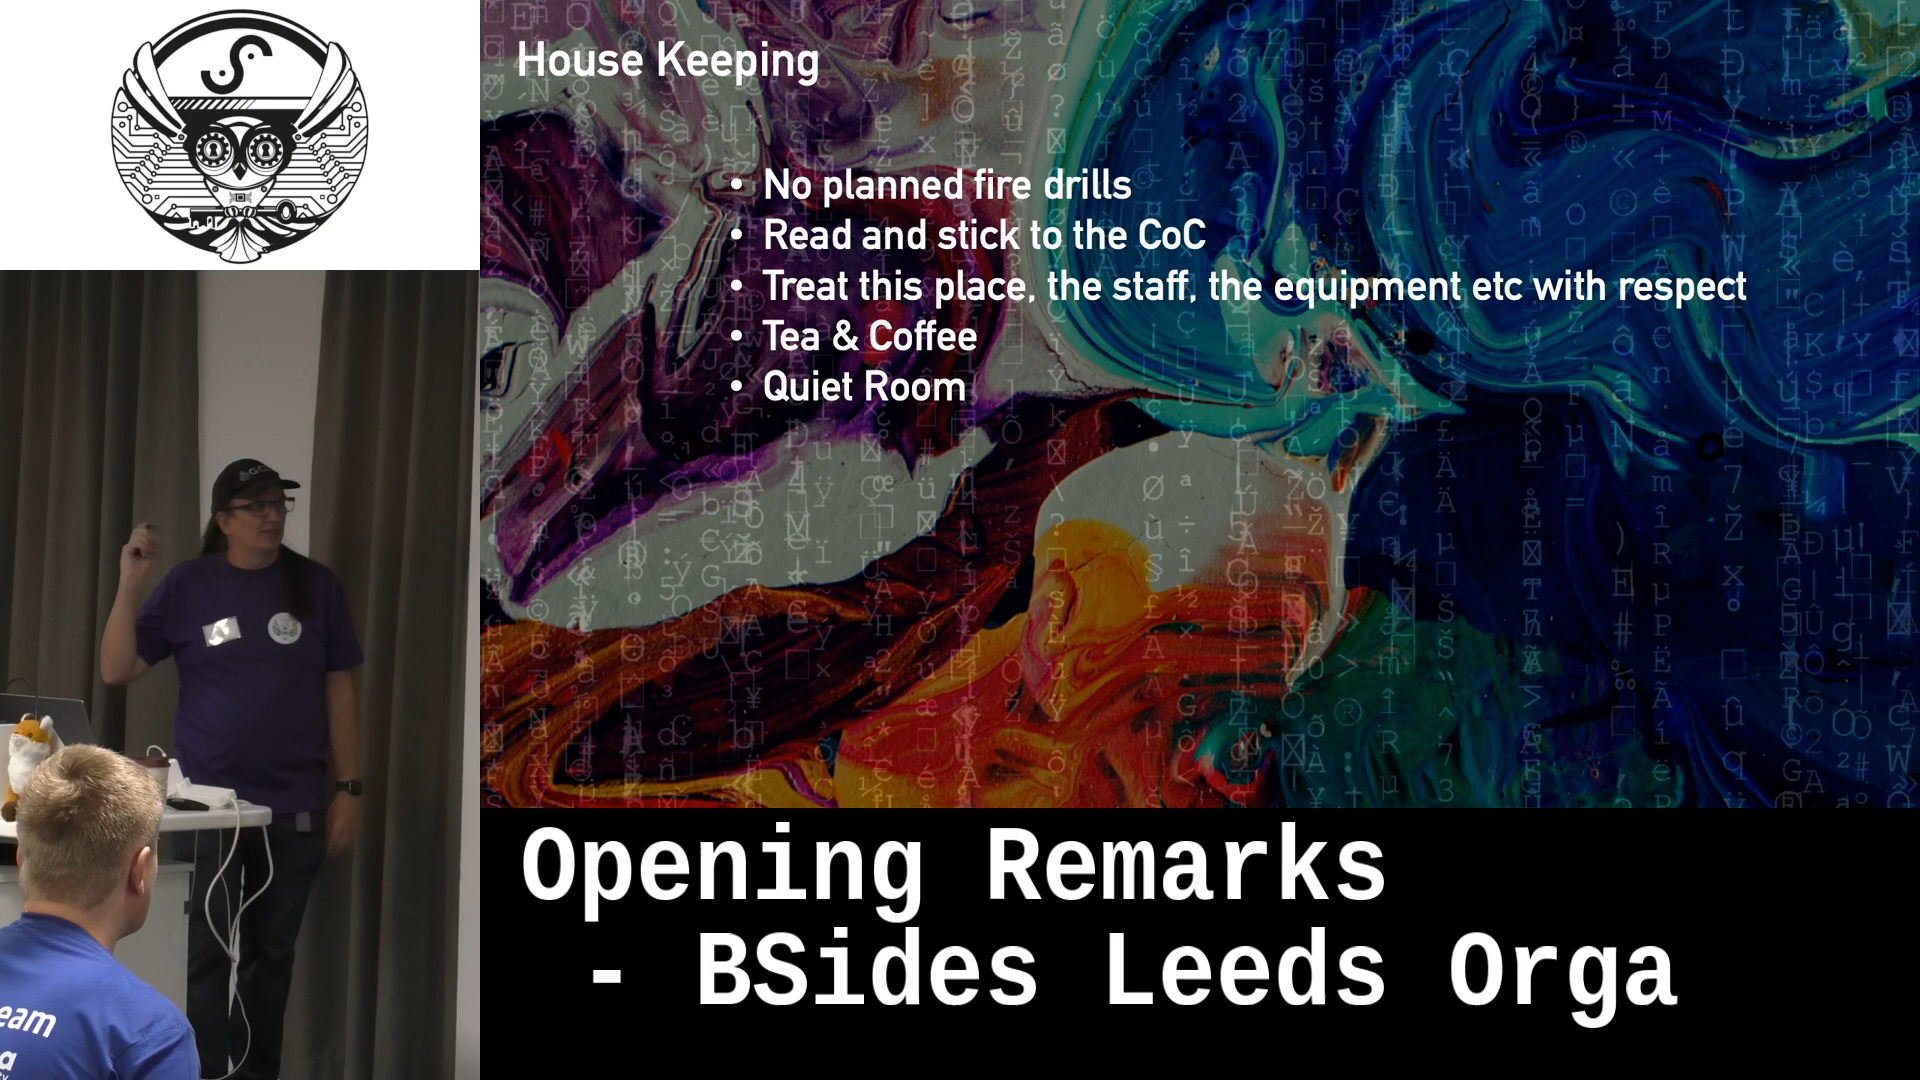 House Keeping
• No planned fire drills
• Read and stick to the CoC
• Treat this place, the staff, the equipment etc with respect
• Tea & Coffee
• Quiet Room
eam
Opening Remarks
- BSides Leeds Orga